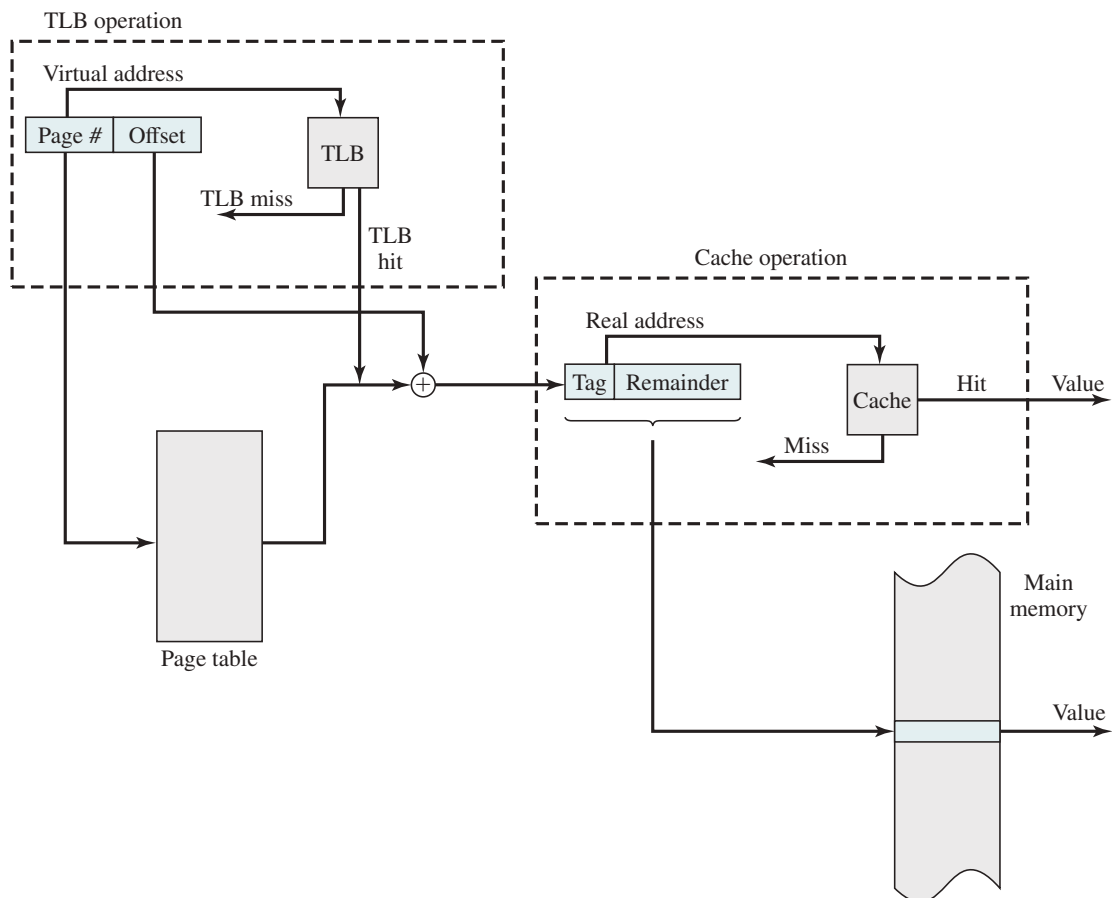 TLB operation
Virtual address
Page #
Offset
TLB
TLB miss
TLB
hit
Cache operation
Real address
Tag
Remainder
+
Cache
Hit
Value
Miss
Page table
Main
memory
Value